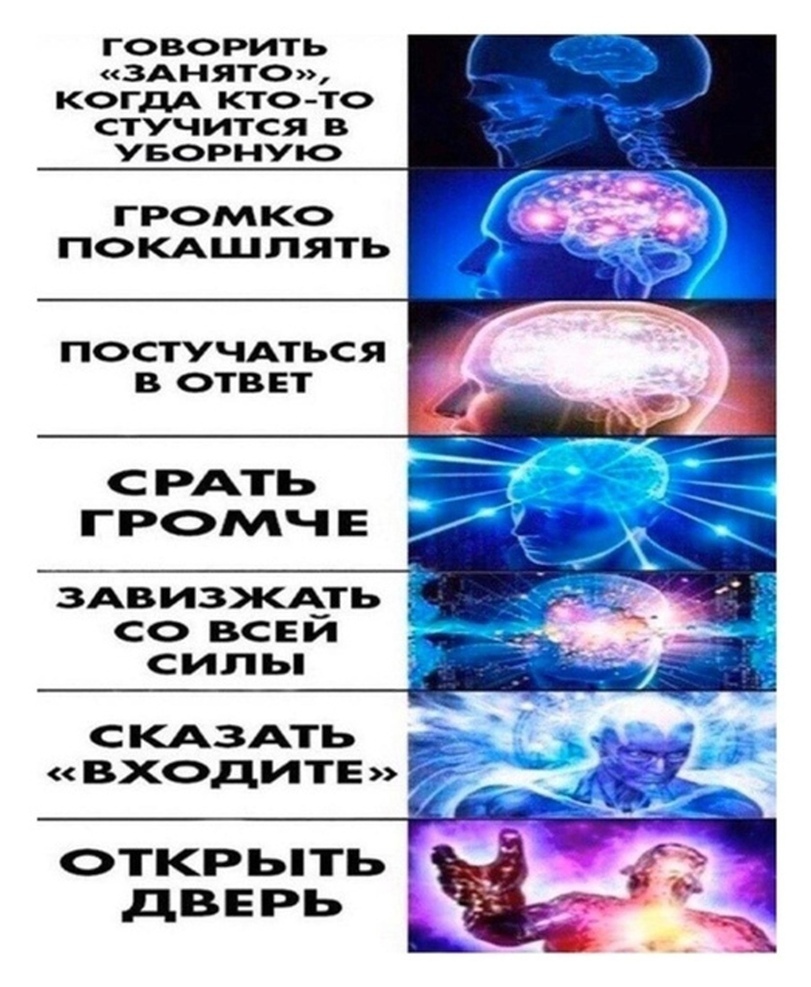 ГОВОРИТЬ
«ЗАНЯТО»,
КОГДА КТО-ТО
СТУЧИТСЯ В
УБОРНУЮ
ГРОМКО
ПОКАШЛЯТЬ
ПОСТУЧАТЬСЯ
В ОТВЕТ
СРАТЬ
ГРОМЧЕ
ЗАВИЗЖАТЬ
СО ВСЕЙ
СИЛЫ
СКАЗАТЬ
«ВХОДИТЕ»
ОТКРЫТЬ
ДВЕРЬ